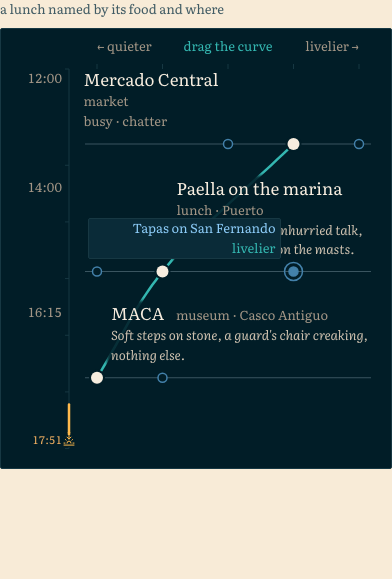 a lunch named by its food and where
← quieter drag the curve livelier →
12:00 Mercado Central
market
busy · chatter
14:00 Paella on the marina
lunch · Puerto
Tapas on San Fernando
livelier
nhurried talk,
n the masts.
16:15 MACA museum · Casco Antiguo
Soft steps on stone, a guard's chair creaking,
nothing else.
17:51